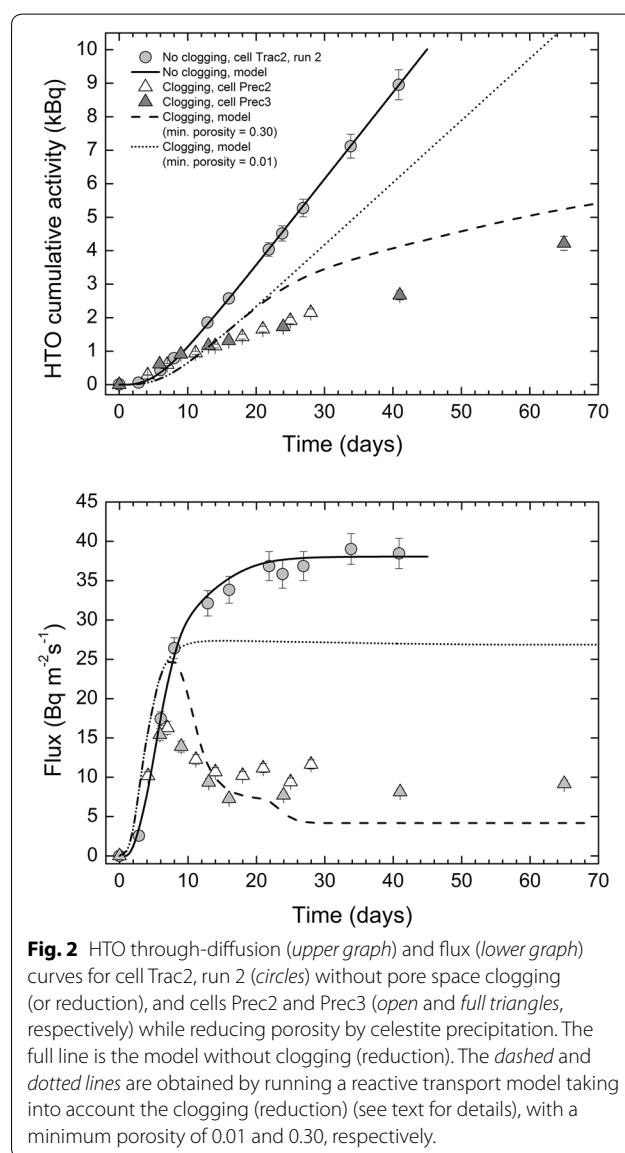 10
9
8
7
6
5
4
3
2
1
0
HTO cumulative activity (kBq)
No clogging, cell Trac2, run 2
No clogging, model
Clogging, cell Prec2
Clogging, cell Prec3
Clogging, model
(min. porosity = 0.30)
Clogging, model
(min. porosity = 0.01)
0 10 20 30 40 50 60 70
Time (days)
45
40
35
30
25
20
15
10
5
0
Flux (Bq m⁻²s⁻¹)
0 10 20 30 40 50 60 70
Time (days)
Fig. 2 HTO through-diffusion (upper graph) and flux (lower graph)
curves for cell Trac2, run 2 (circles) without pore space clogging
(or reduction), and cells Prec2 and Prec3 (open and full triangles,
respectively) while reducing porosity by celestite precipitation. The
full line is the model without clogging (reduction). The dashed and
dotted lines are obtained by running a reactive transport model taking
into account the clogging (reduction) (see text for details), with a
minimum porosity of 0.01 and 0.30, respectively.